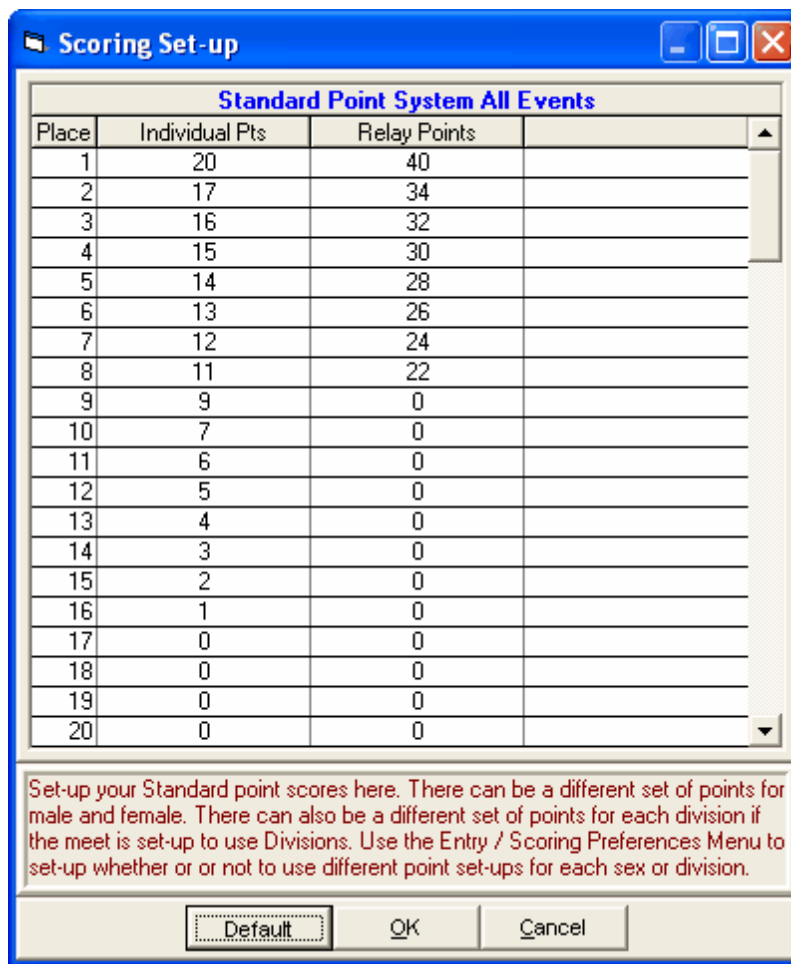 Scoring Set-up
Standard Point System All Events
Place Individual Pts Relay Points
1 20 40
2 17 34
3 16 32
4 15 30
5 14 28
6 13 26
7 12 24
8 11 22
9 9 0
10 7 0
11 6 0
12 5 0
13 4 0
14 3 0
15 2 0
16 1 0
17 0 0
18 0 0
19 0 0
20 0 0
Set-up your Standard point scores here. There can be a different set of points for
male and female. There can also be a different set of points for each division if
the meet is set-up to use Divisions. Use the Entry / Scoring Preferences Menu to
set-up whether or or not to use different point set-ups for each sex or division.
Default OK Cancel